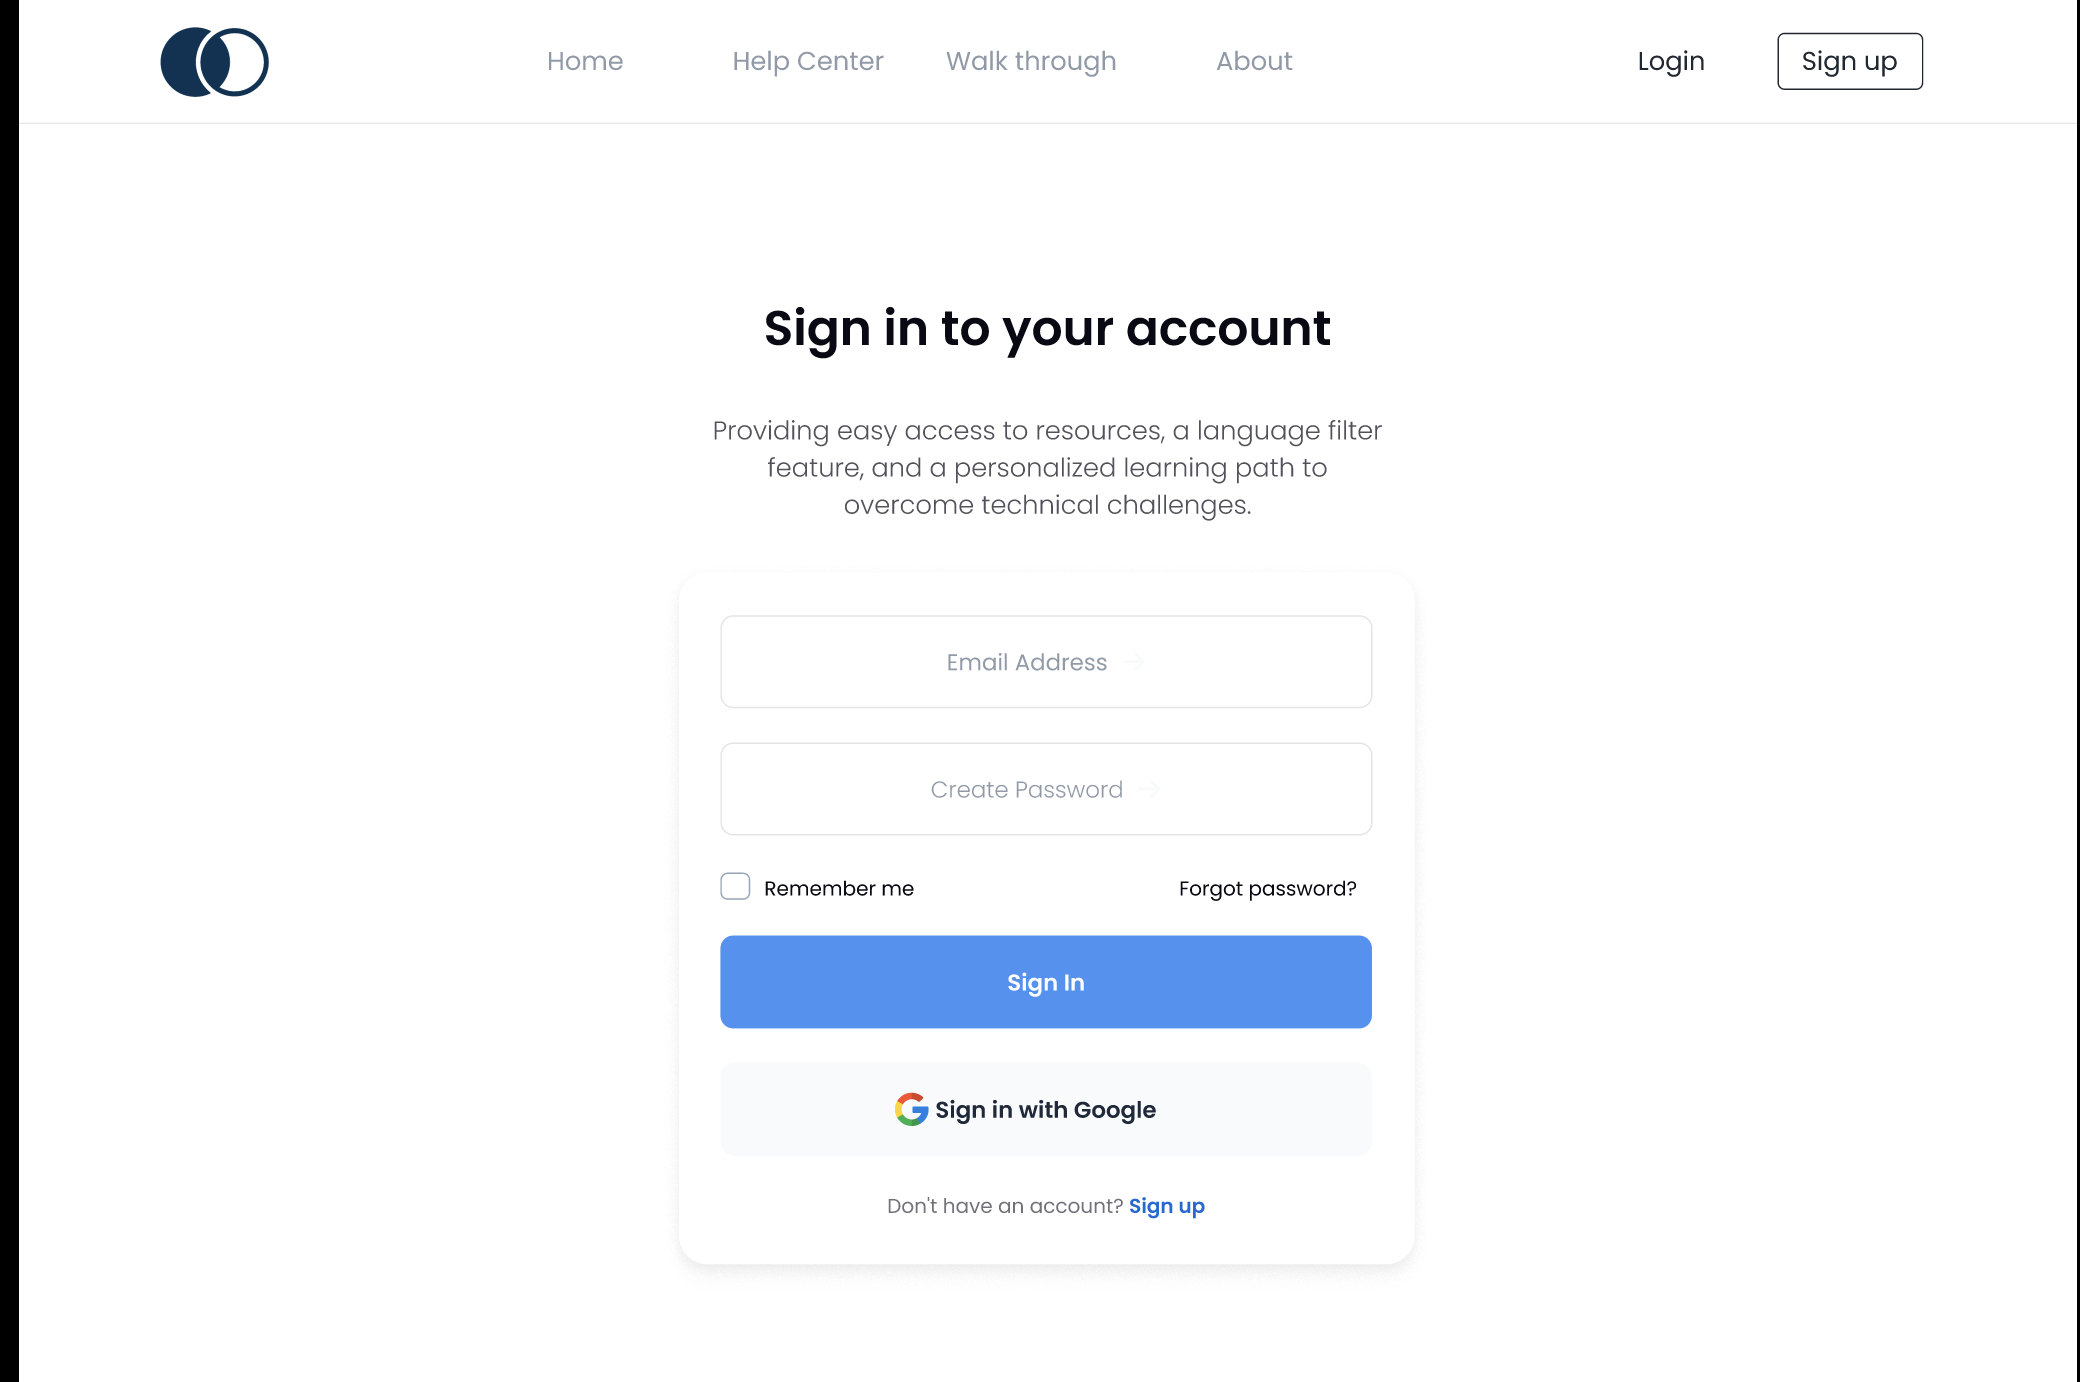 Home
Help Center
Walk through
About
Login
Sign up
Sign in to your account
Providing easy access to resources, a language filter
feature, and a personalized learning path to
overcome technical challenges.
Email Address →
Create Password →
Remember me
Forgot password?
Sign In
Sign in with Google
Don't have an account? Sign up